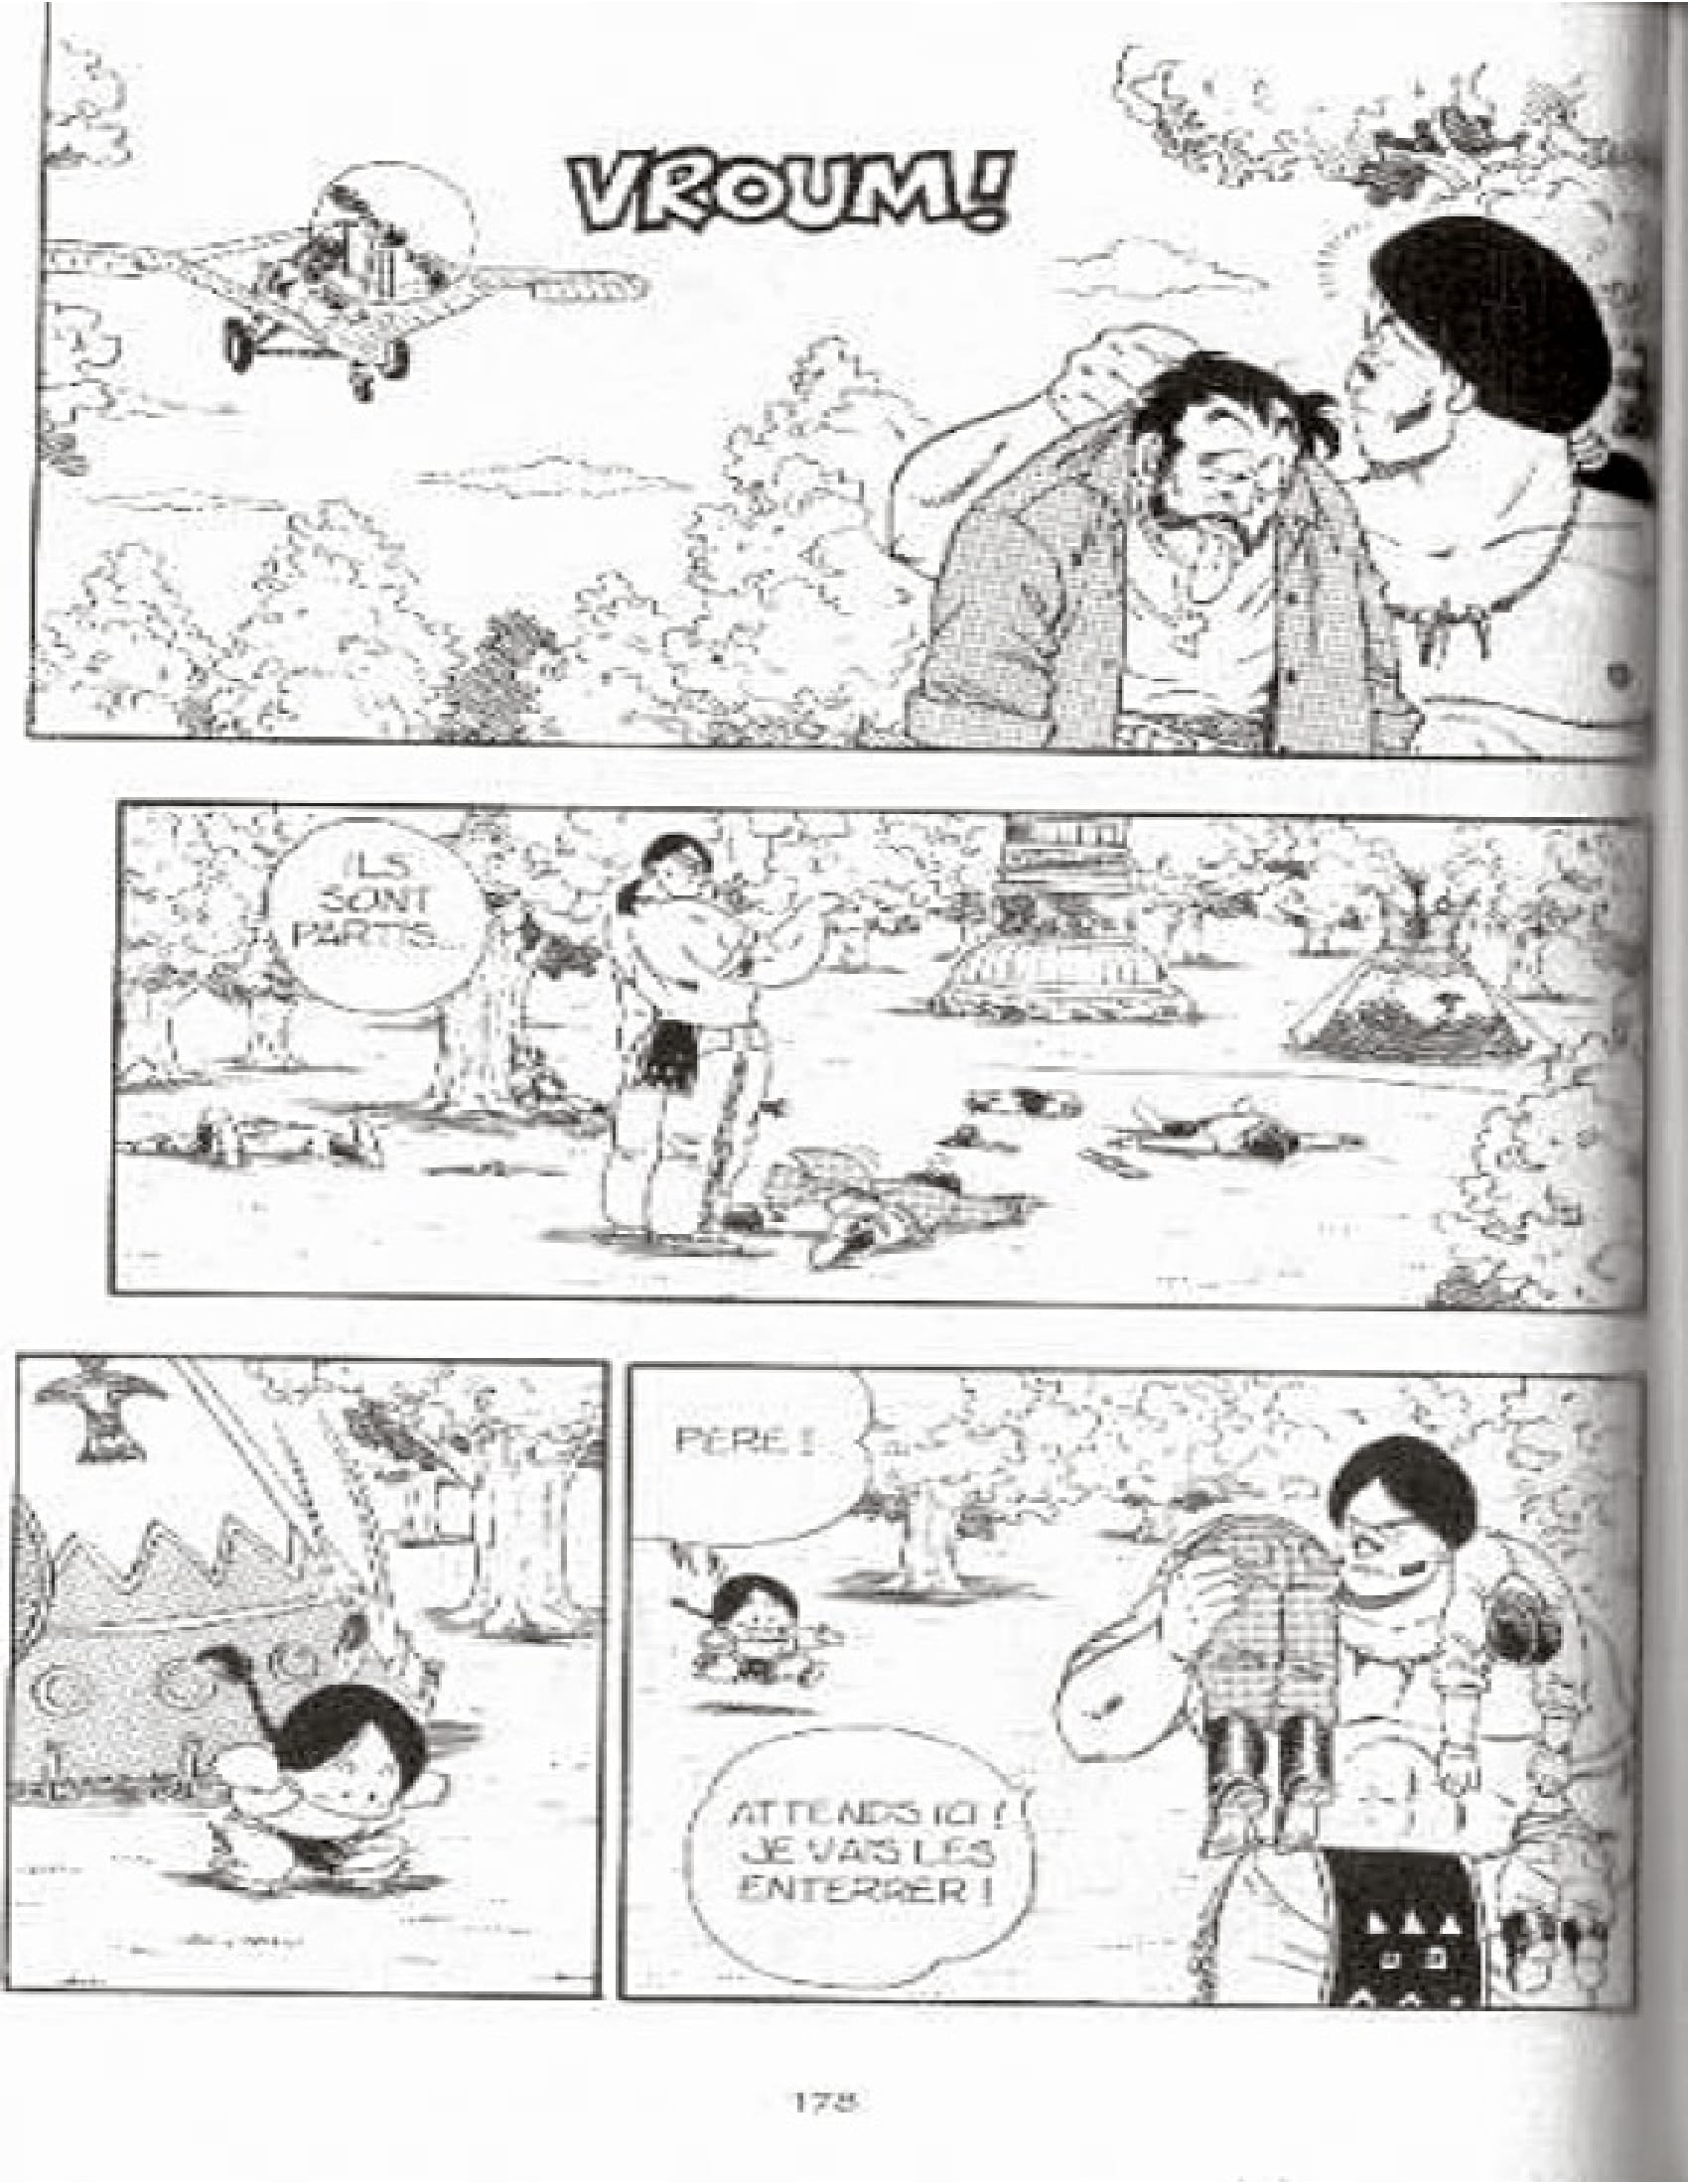 VROUM!
ILS
SONT
PARTIS...
PÈRE !
ATTENDS ICI !
JE VAIS LES
ENTERRER !
178